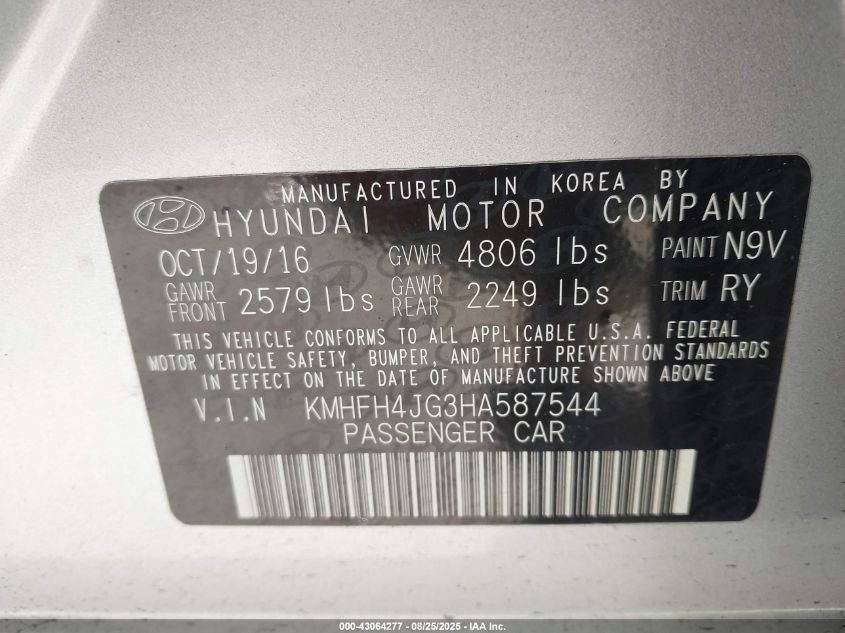 MANUFACTURED IN KOREA BY
HYUNDAI MOTOR COMPANY
OCT/19/16 GVWR 4806 lbs PAINT N9V
GAWR FRONT 2579 lbs GAWR REAR 2249 lbs TRIM RY
THIS VEHICLE CONFORMS TO ALL APPLICABLE U.S.A. FEDERAL
MOTOR VEHICLE SAFETY, BUMPER, AND THEFT PREVENTION STANDARDS
IN EFFECT ON THE DATE OF MANUFACTURE SHOWN ABOVE
V.I.N KMHFH4JG3HA587544
PASSENGER CAR
000-43064277 - 08/25/2025 - IAA Inc.